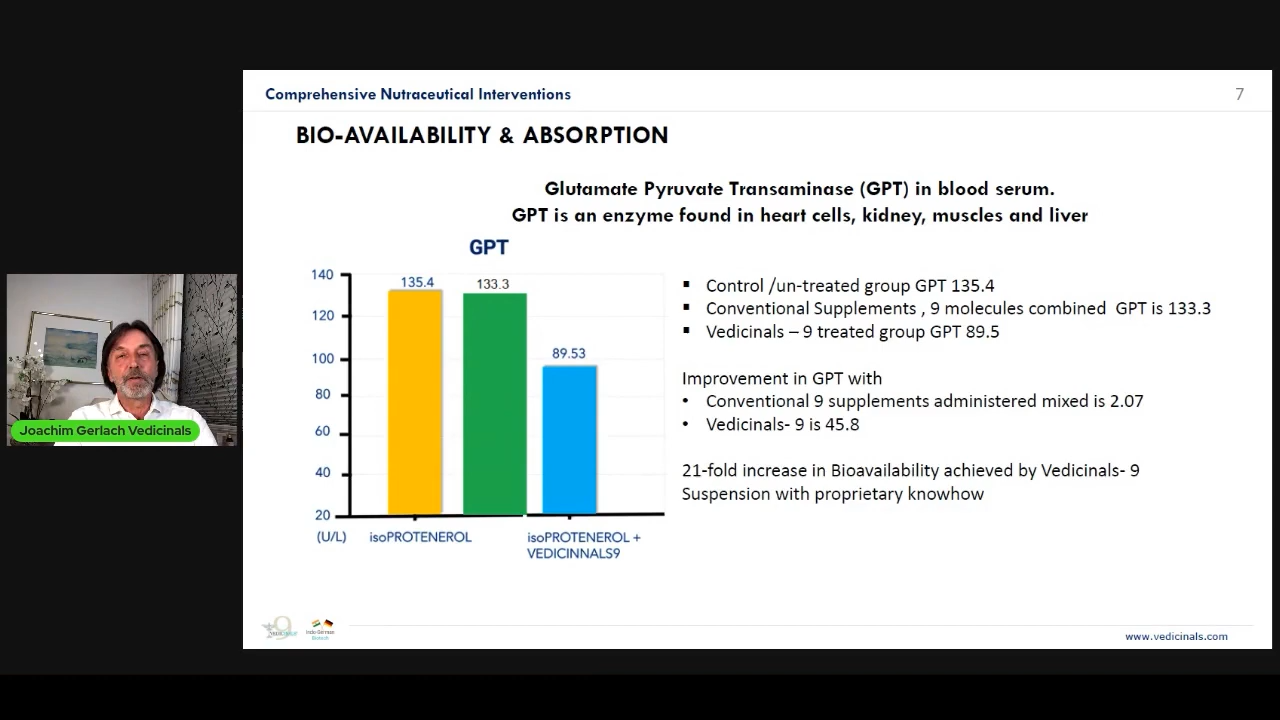 Comprehensive Nutraceutical Interventions
7
BIO-AVAILABILITY & ABSORPTION
Glutamate Pyruvate Transaminase (GPT) in blood serum.
GPT is an enzyme found in heart cells, kidney, muscles and liver
GPT
140
120
100
80
60
40
20
(U/L)
135.4
133.3
89.53
isoPROTENEROL
isoPROTENEROL +
VEDICINNALS9
▪ Control /un-treated group GPT 135.4
▪ Conventional Supplements , 9 molecules combined GPT is 133.3
▪ Vedicinals – 9 treated group GPT 89.5
Improvement in GPT with
• Conventional 9 supplements administered mixed is 2.07
• Vedicinals- 9 is 45.8
21-fold increase in Bioavailability achieved by Vedicinals- 9
Suspension with proprietary knowhow
Joachim Gerlach Vedicinals
9
Indo German
Biotech
www.vedicinals.com